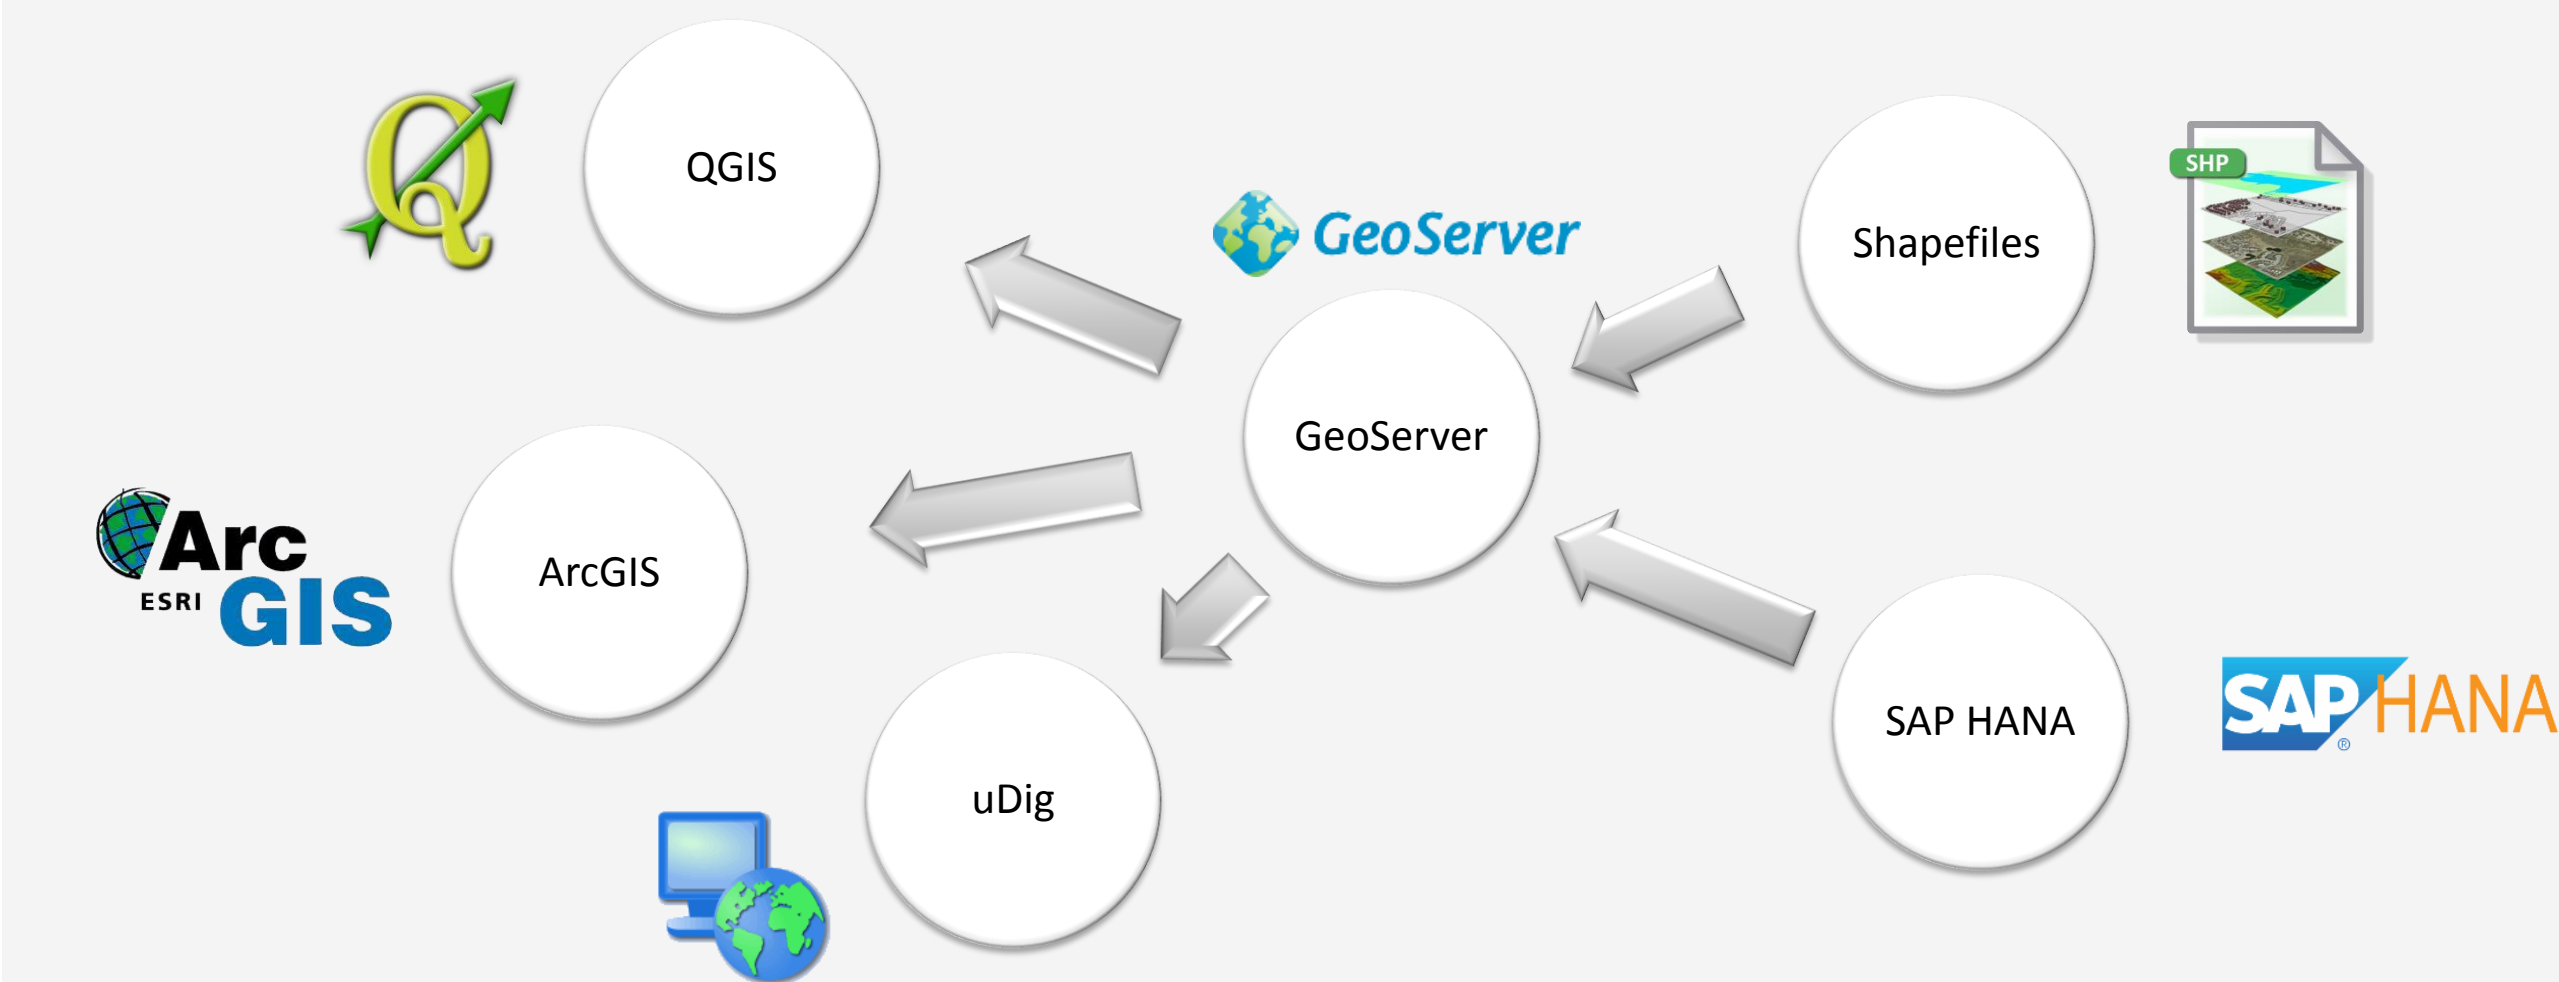 QGIS
GeoServer
Shapefiles
SHP
GeoServer
ArcGIS
Arc
ESRI
GIS
SAP HANA
SAP HANA
®
uDig